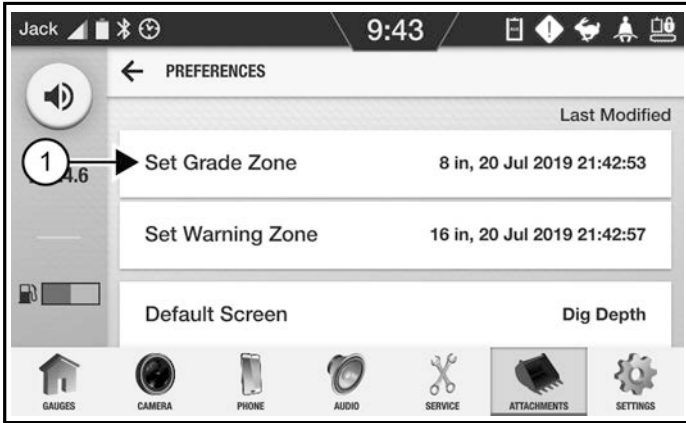 Jack 9:43
PREFERENCES
Last Modified
1
Set Grade Zone 8 in, 20 Jul 2019 21:42:53
4.6
Set Warning Zone 16 in, 20 Jul 2019 21:42:57
Default Screen Dig Depth
GAUGES CAMERA PHONE AUDIO SERVICE ATTACHMENTS SETTINGS